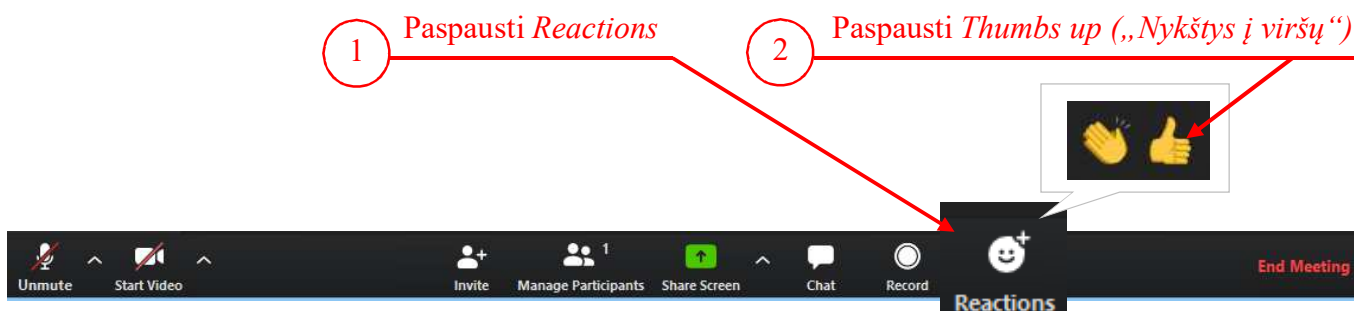 1 Paspausti Reactions
2 Paspausti Thumbs up („Nykštys į viršų“)
1
Unmute Start Video Invite Manage Participants Share Screen Chat Record Reactions End Meeting